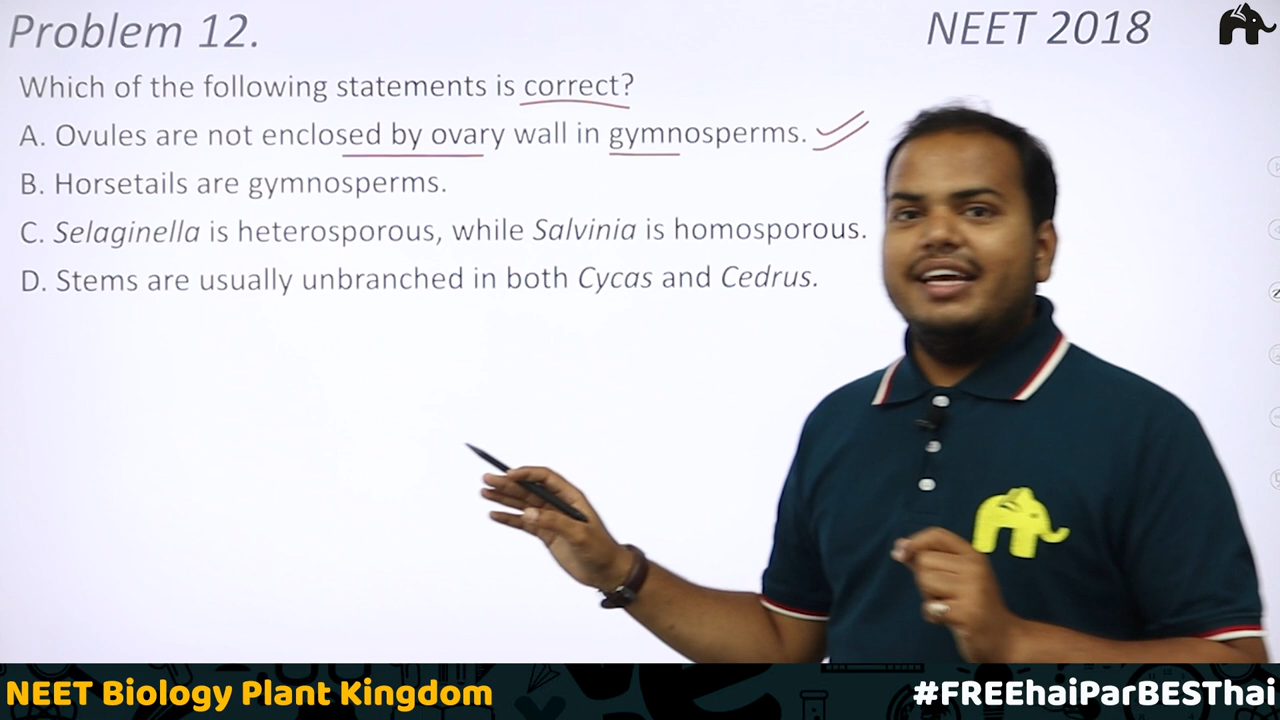 Problem 12.
NEET 2018
Which of the following statements is correct?
A. Ovules are not enclosed by ovary wall in gymnosperms.
B. Horsetails are gymnosperms.
C. Selaginella is heterosporous, while Salvinia is homosporous.
D. Stems are usually unbranched in both Cycas and Cedrus.
NEET Biology Plant Kingdom
#FREEhaiParBESThai